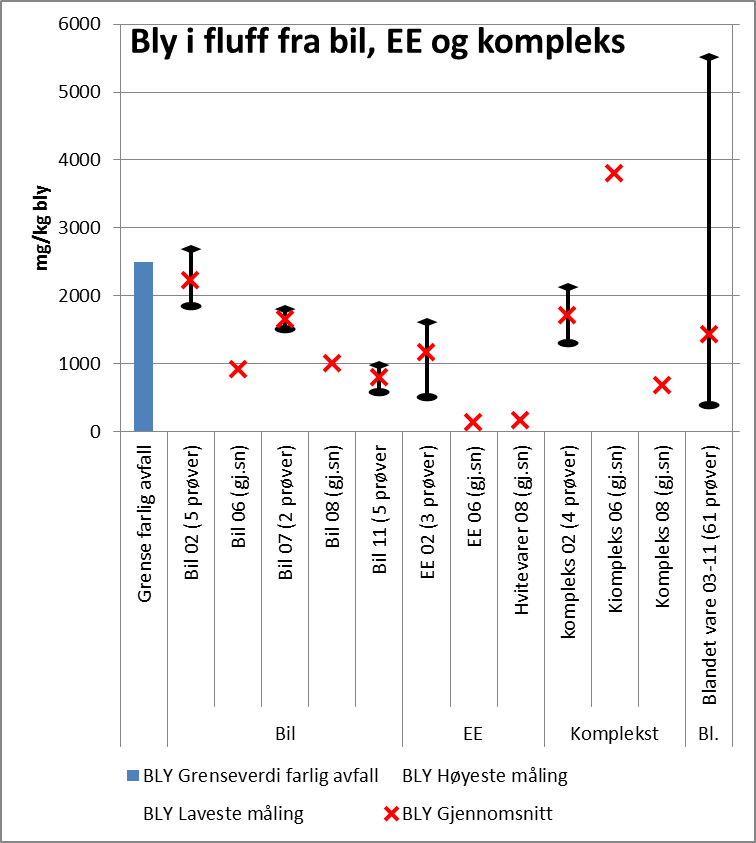 Bly i fluff fra bil, EE og kompleks
mg/kg bly
6000
5000
4000
3000
2000
1000
0
Grense farlig avfall
Bil 02 (5 prøver)
Bil 06 (gj.sn)
Bil 07 (2 prøver)
Bil 08 (gj.sn)
Bil 11 (5 prøver
EE 02 (3 prøver)
EE 06 (gj.sn)
Hvitevarer 08 (gj.sn)
kompleks 02 (4 prøver)
Kiompleks 06 (gj.sn)
Kompleks 08 (gj.sn)
Blandet vare 03-11 (61 prøver)
Bil
EE
Komplekst
Bl.
BLY Grenseverdi farlig avfall
BLY Høyeste måling
BLY Laveste måling
BLY Gjennomsnitt